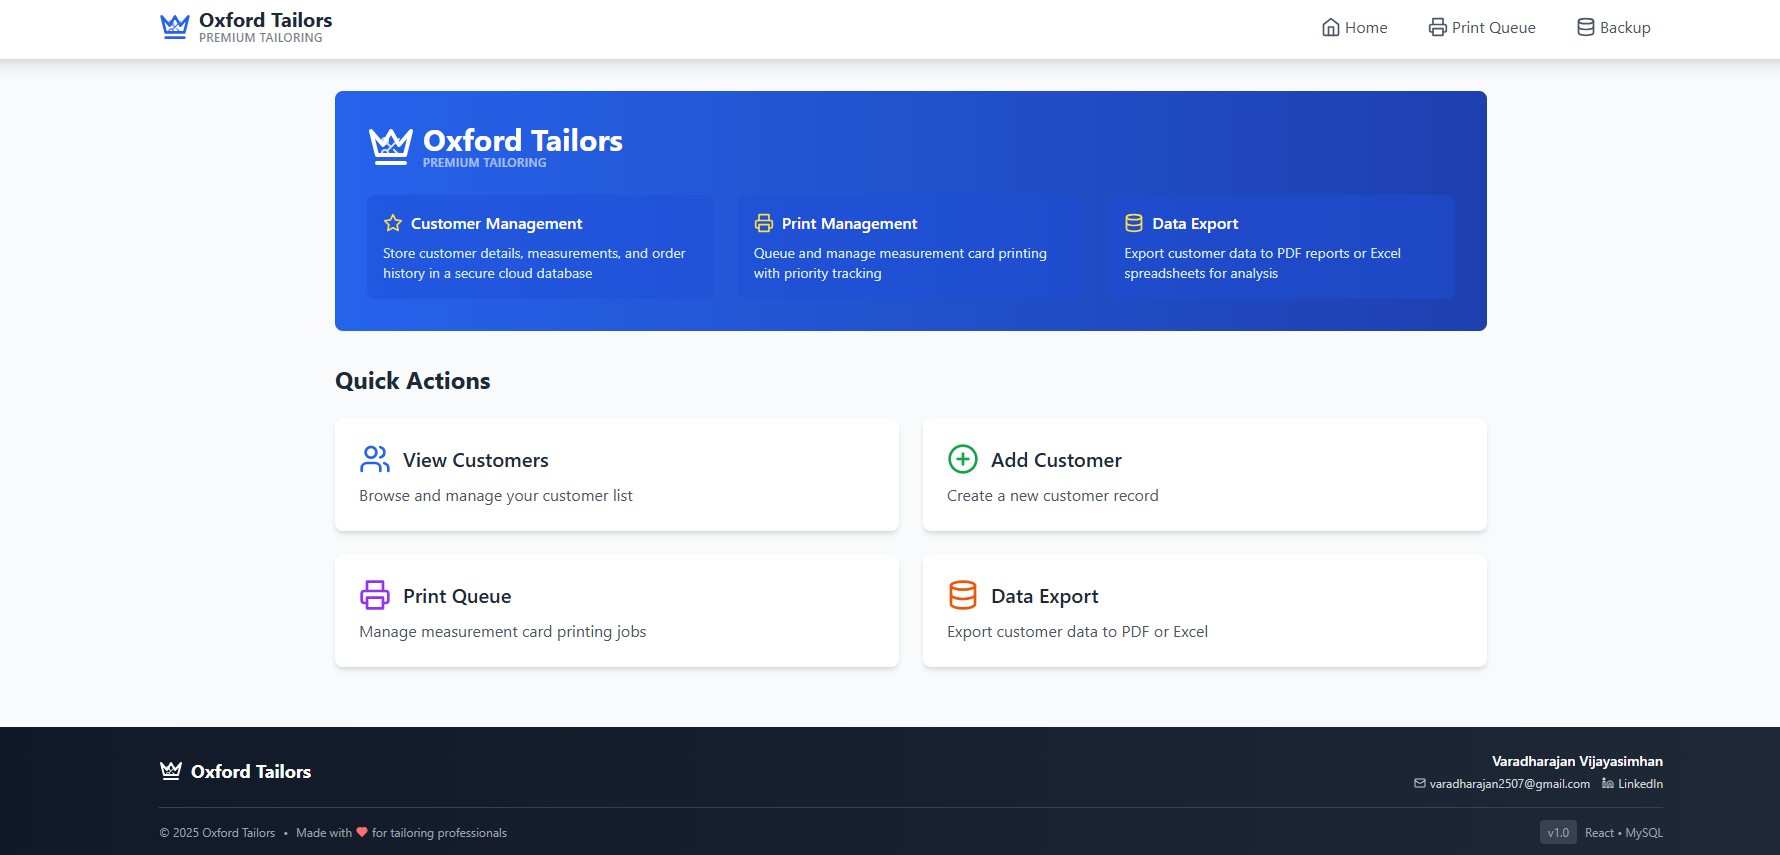 Oxford Tailors
PREMIUM TAILORING
Home
Print Queue
Backup
Oxford Tailors
PREMIUM TAILORING
Customer Management
Store customer details, measurements, and order
history in a secure cloud database
Print Management
Queue and manage measurement card printing
with priority tracking
Data Export
Export customer data to PDF reports or Excel
spreadsheets for analysis
Quick Actions
View Customers
Browse and manage your customer list
Add Customer
Create a new customer record
Print Queue
Manage measurement card printing jobs
Data Export
Export customer data to PDF or Excel
Oxford Tailors
Varadharajan Vijayasimhan
varadharajan2507@gmail.com
LinkedIn
© 2025 Oxford Tailors • Made with ❤ for tailoring professionals
v1.0
React • MySQL